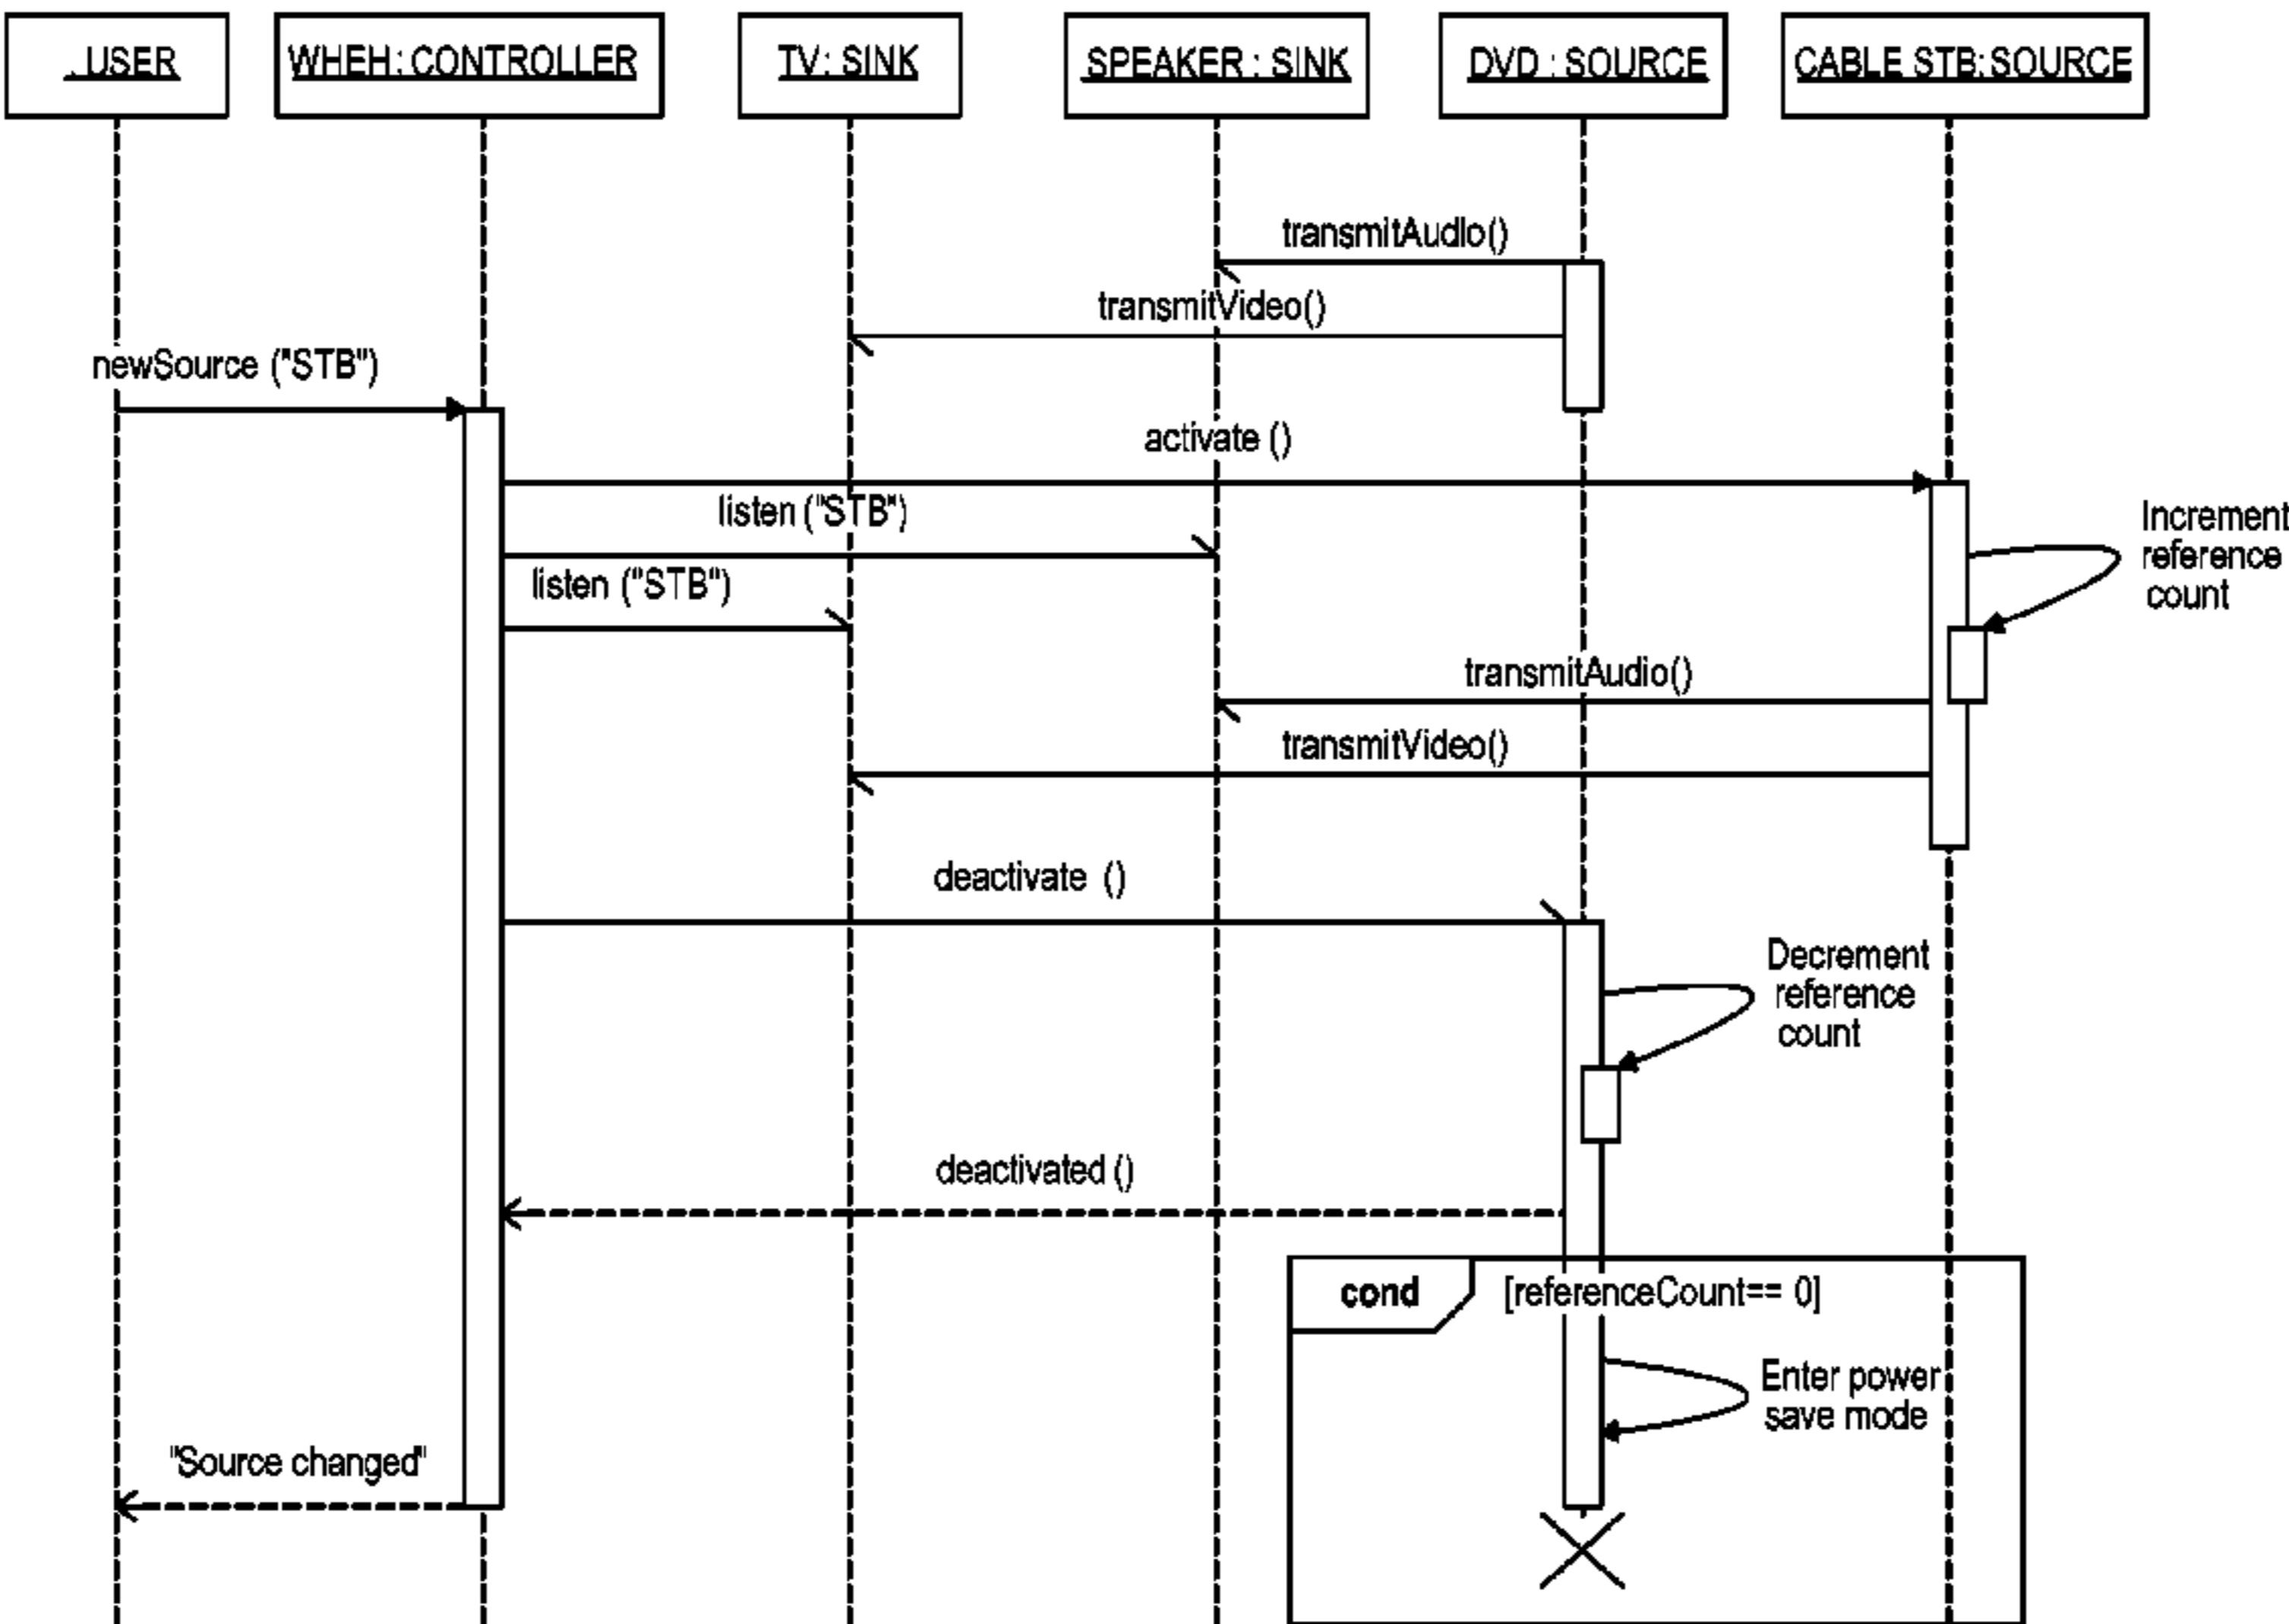 . USER
WHEH: CONTROLLER
TV: SINK
SPEAKER : SINK
DVD : SOURCE
CABLE STB: SOURCE
transmitAudio()
transmitVideo()
newSource ("STB")
activate ()
listen ("STB")
Increment
reference
count
listen ("STB")
transmitAudio()
transmitVideo()
deactivate ()
Decrement
reference
count
deactivated ()
cond
[referenceCount== 0]
Enter power
save mode
"Source changed"